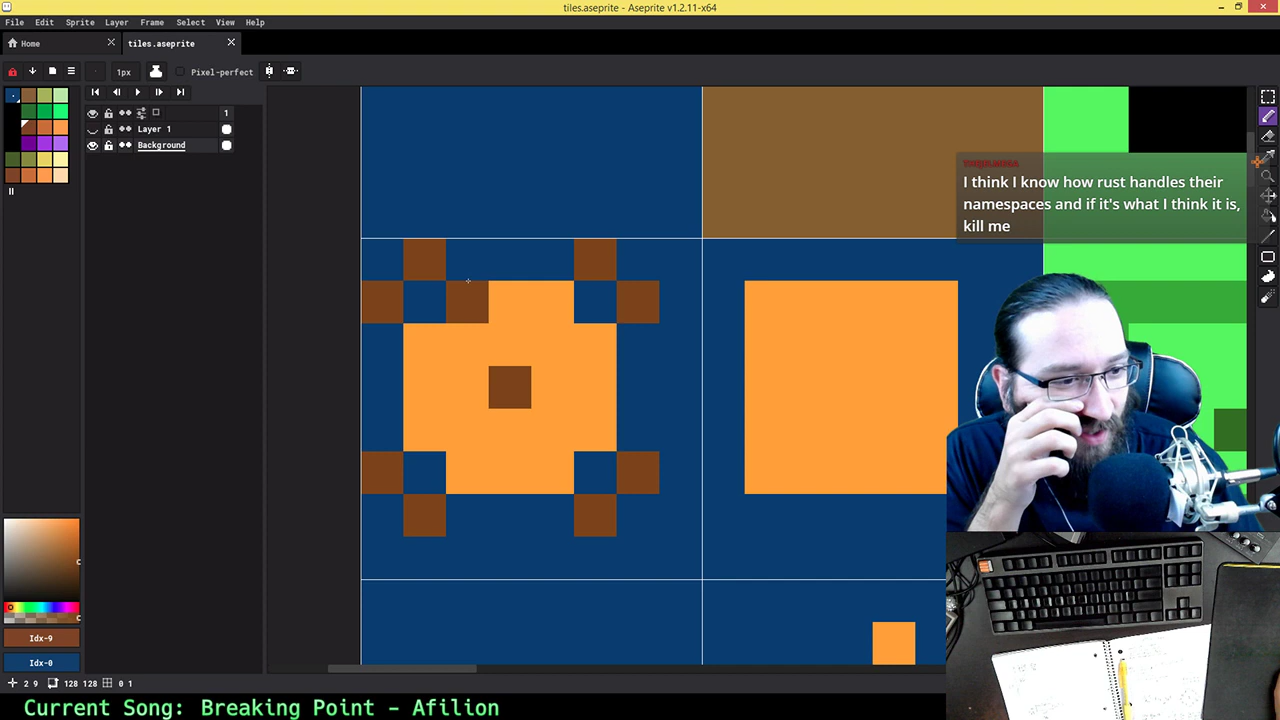 tiles.aseprite - Aseprite v1.2.11-x64
File Edit Sprite Layer Frame Select View Help
Home
tiles.aseprite
1px
Pixel-perfect
1
Layer 1
Background
I think I know how rust handles their
namespaces and if it's what I think it is,
kill me
Idx-9
Idx-0
2 9 128 128 0 1
Current Song: Breaking Point - Afilion